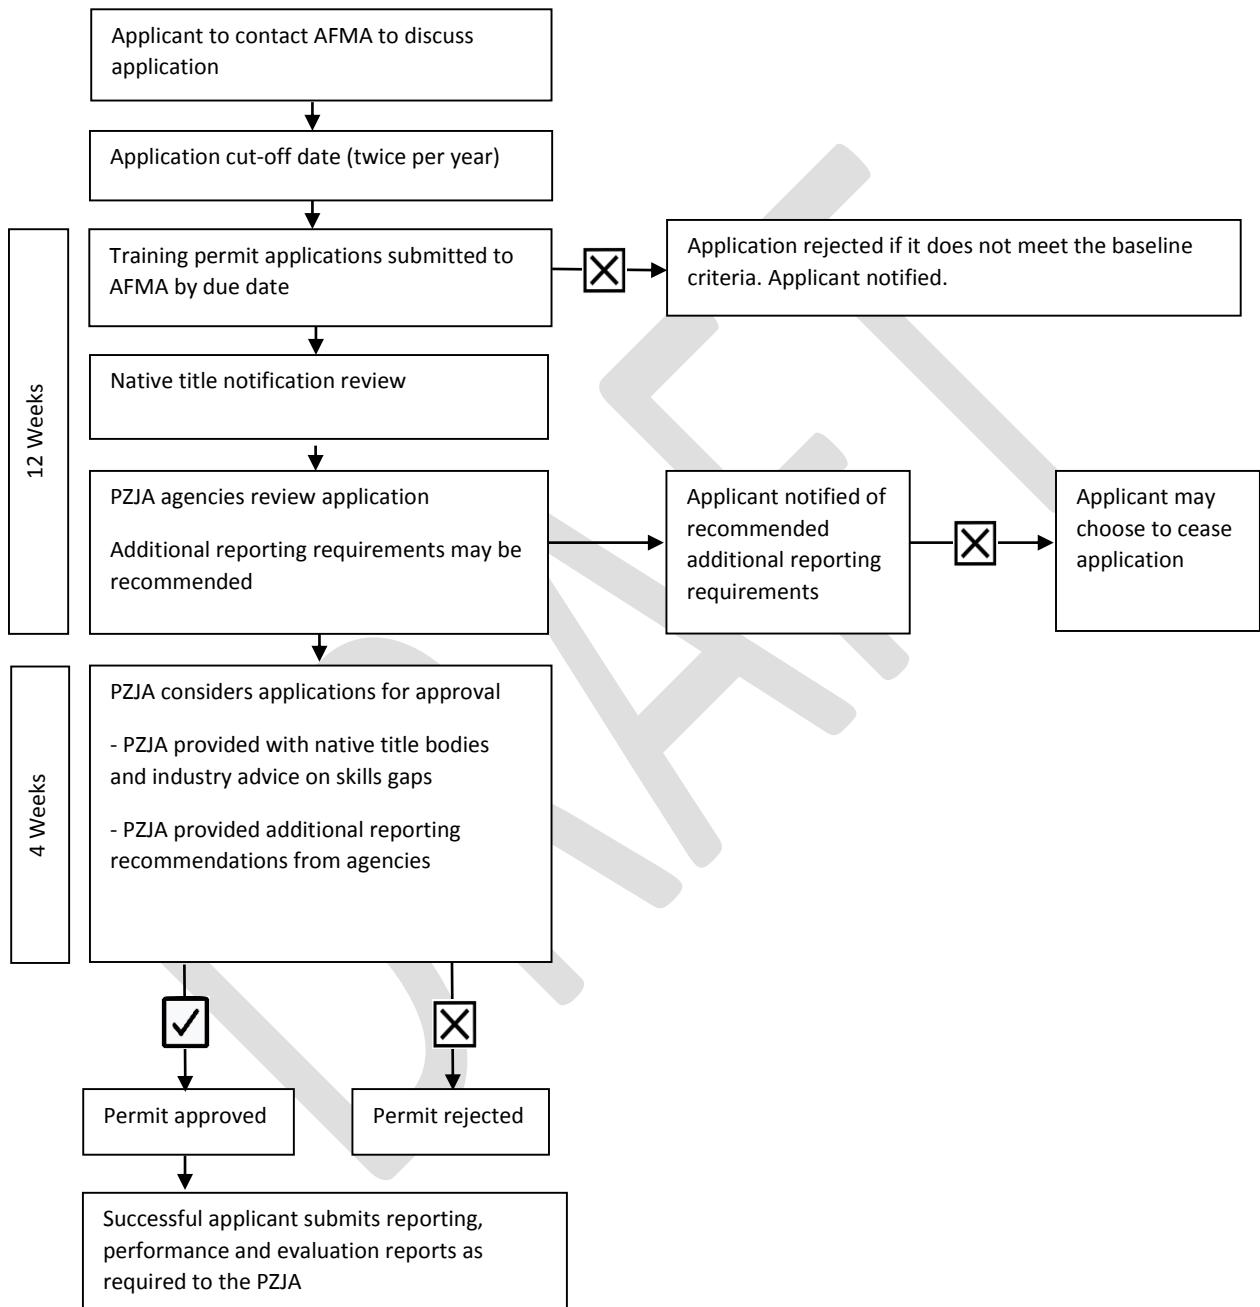 Applicant to contact AFMA to discuss
application
Application cut-off date (twice per year)
12 Weeks
Training permit applications submitted to
AFMA by due date
Application rejected if it does not meet the baseline
criteria. Applicant notified.
Native title notification review
PZJA agencies review application
Additional reporting requirements may be
recommended
Applicant notified of
recommended
additional reporting
requirements
Applicant may
choose to cease
application
4 Weeks
PZJA considers applications for approval
- PZJA provided with native title bodies
and industry advice on skills gaps
- PZJA provided additional reporting
recommendations from agencies
Permit approved
Permit rejected
Successful applicant submits reporting,
performance and evaluation reports as
required to the PZJA
DRAFT